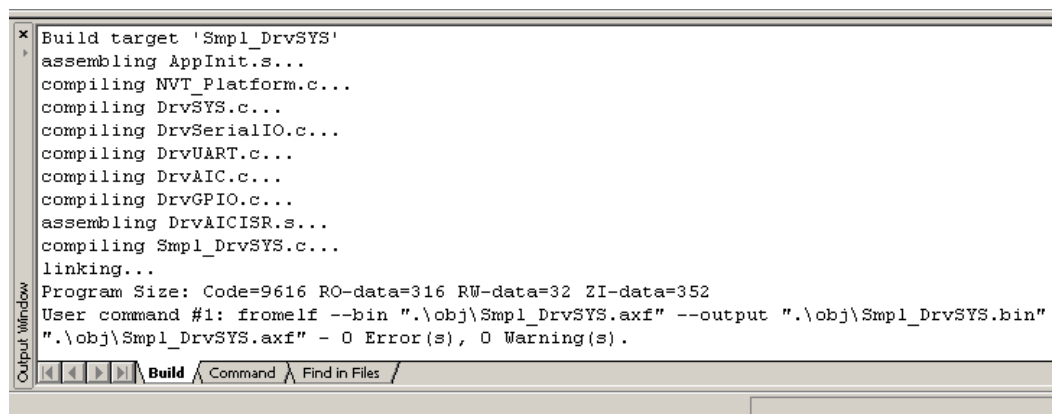 Build target 'Smpl_DrvSYS'
assembling AppInit.s...
compiling NVT_Platform.c...
compiling DrvSYS.c...
compiling DrvSerialIO.c...
compiling DrvUART.c...
compiling DrvAIC.c...
compiling DrvGPIO.c...
assembling DrvAICISR.s...
compiling Smpl_DrvSYS.c...
linking...
Program Size: Code=9616 RO-data=316 RW-data=32 ZI-data=352
User command #1: fromelf --bin ".\obj\Smpl_DrvSYS.axf" --output ".\obj\Smpl_DrvSYS.bin"
".\obj\Smpl_DrvSYS.axf" - 0 Error(s), 0 Warning(s).
Output Window
Build Command Find in Files